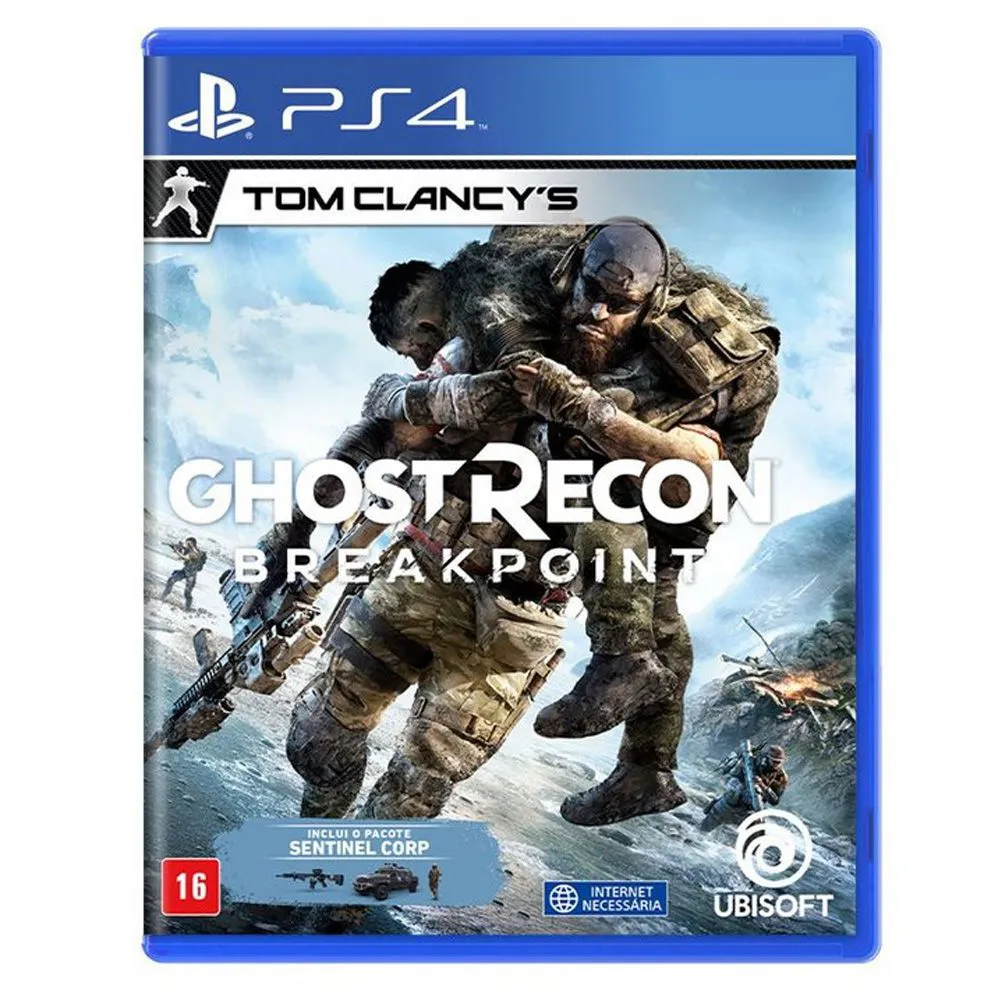 PS4
TOM CLANCY'S
GHOST RECON
BREAKPOINT
INCLUI O PACOTE
SENTINEL CORP
16
INTERNET
NECESSÁRIA
UBISOFT